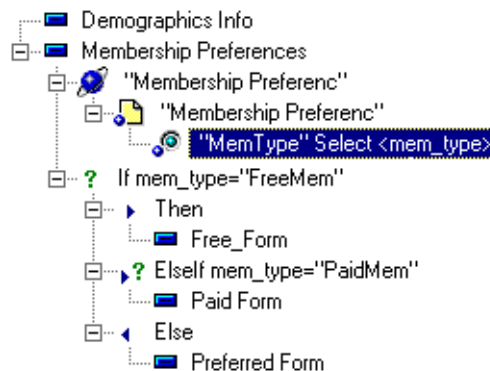 Demographics Info
Membership Preferences
"Membership Preferenc"
"Membership Preferenc"
"MemType" Select <mem_type>
? If mem_type="FreeMem"
Then
Free_Form
? ElseIf mem_type="PaidMem"
Paid Form
Else
Preferred Form